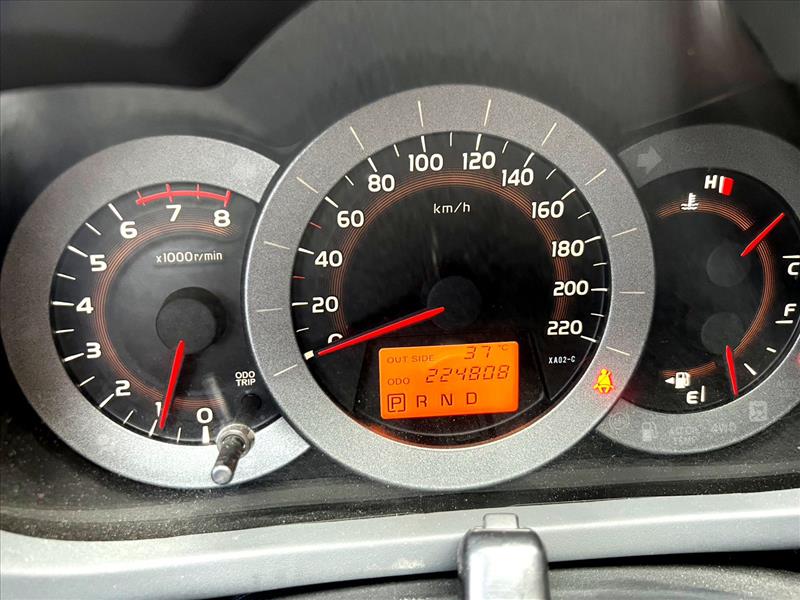 0
1
2
3
4
5
6
7
8
x1000r/min
ODO
TRIP
0
20
40
60
80
100
120
140
160
180
200
220
km/h
XA02-C
OUT SIDE 37 °C
ODO 224808
P R N D
H
C
F
E
4WD